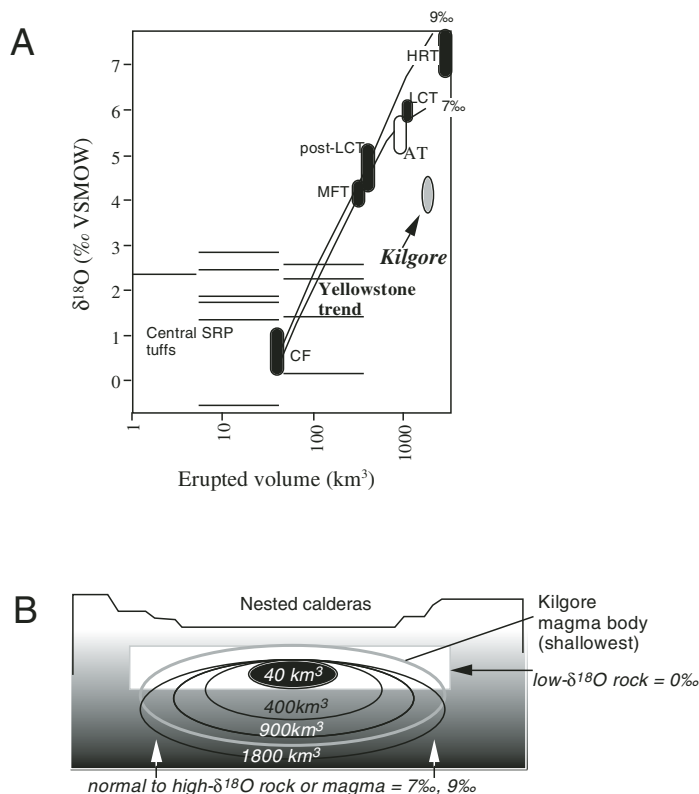 A
9‰
HRT
7
6
LCT
7‰
post-LCT
AT
5
MFT
4
Kilgore
3
Yellowstone
trend
2
Central SRP
tuffs
1
CF
0
δ¹⁸O (‰ VSMOW)
1
10
100
1000
Erupted volume (km³)
B
Nested calderas
Kilgore
magma body
(shallowest)
40 km³
low-δ¹⁸O rock = 0‰
400km³
900km³
1800 km³
normal to high-δ¹⁸O rock or magma = 7‰, 9‰